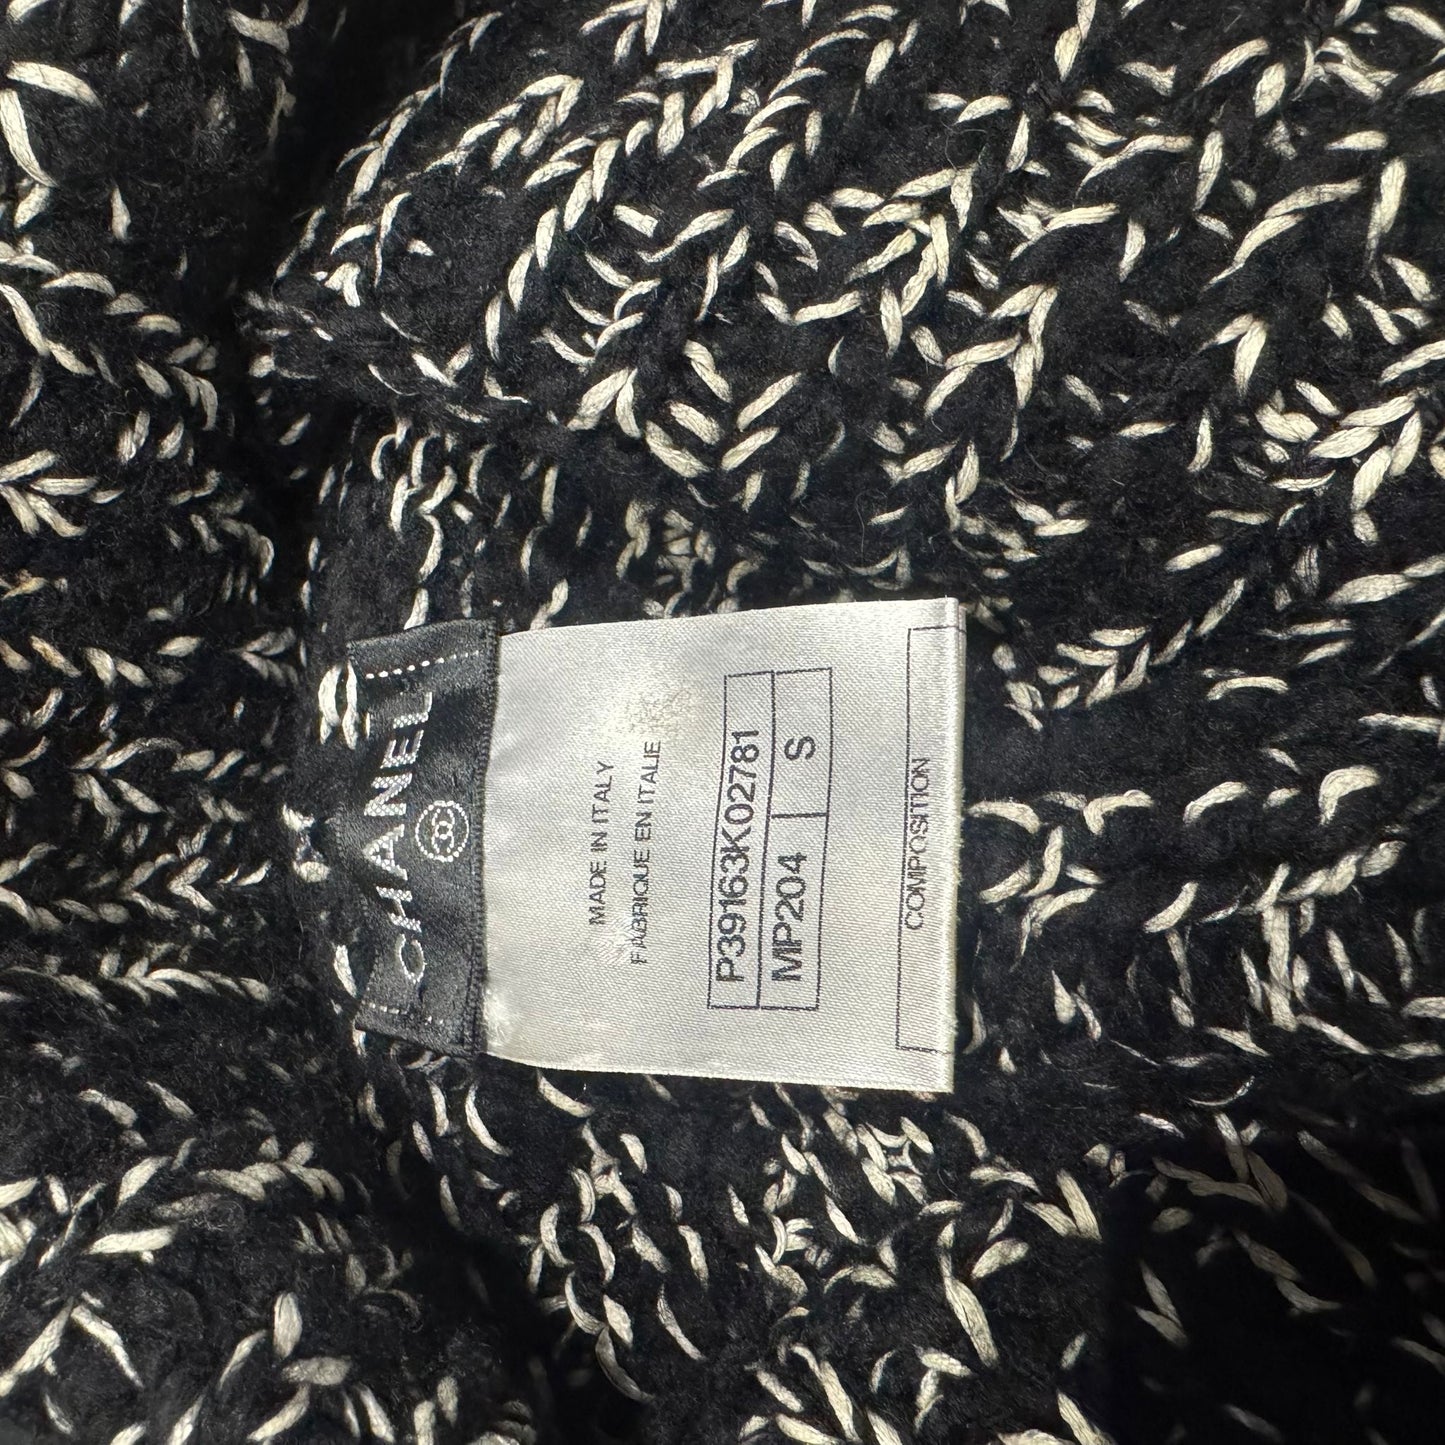 CHANEL
MADE IN ITALY
FABRIQUE EN ITALIE
P39163K02781
MP204 S
COMPOSITION